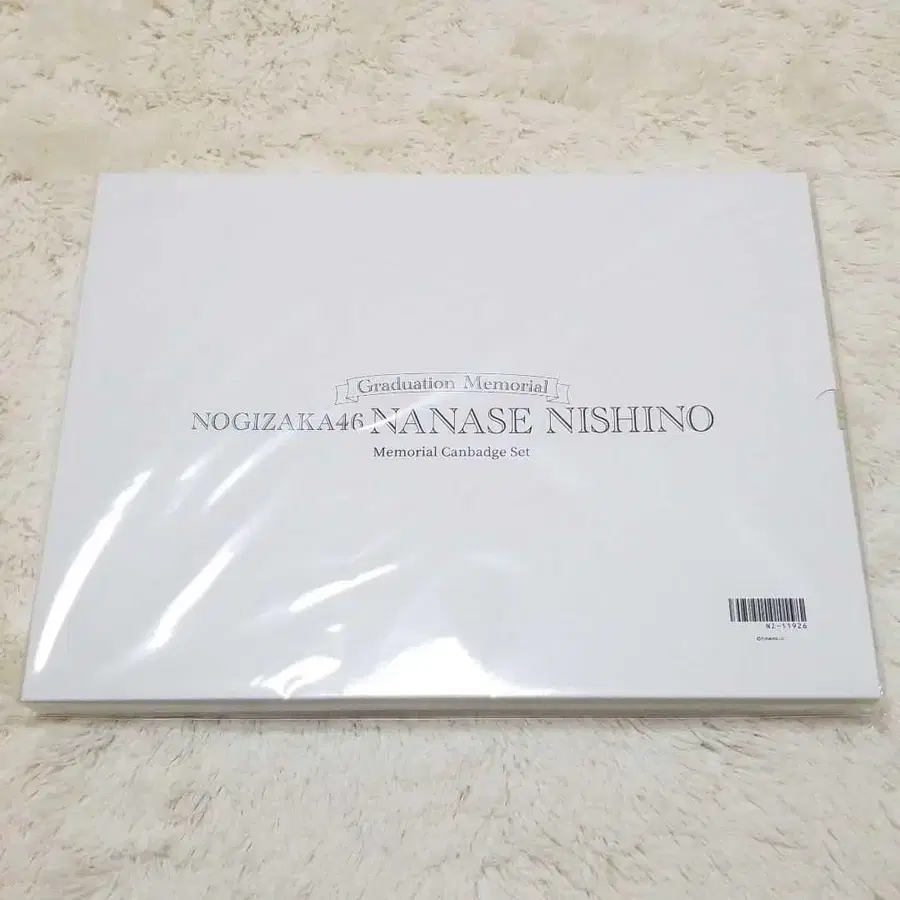 Graduation Memorial
NOGIZAKA46 NANASE NISHINO
Memorial Canbadge Set
N2-11926